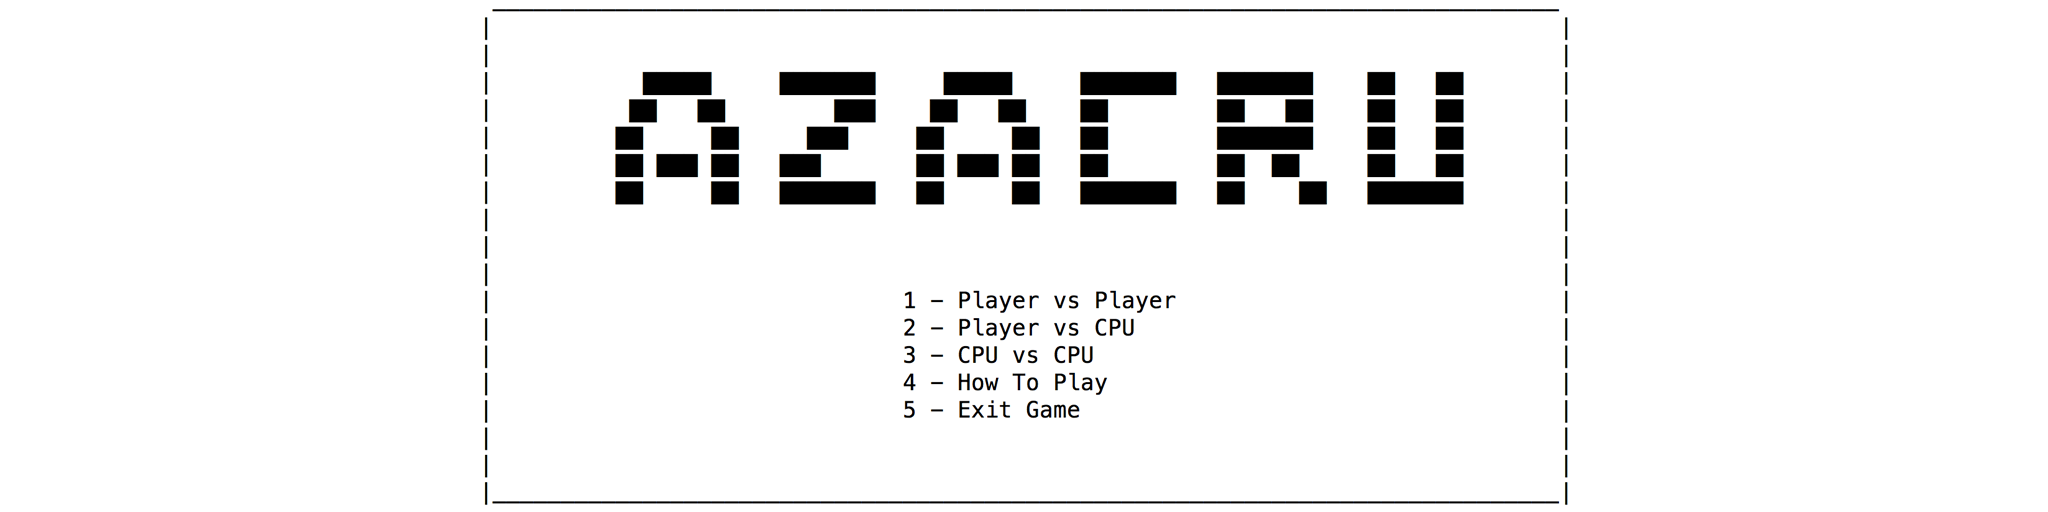 AZACRU
1 - Player vs Player
2 - Player vs CPU
3 - CPU vs CPU
4 - How To Play
5 - Exit Game